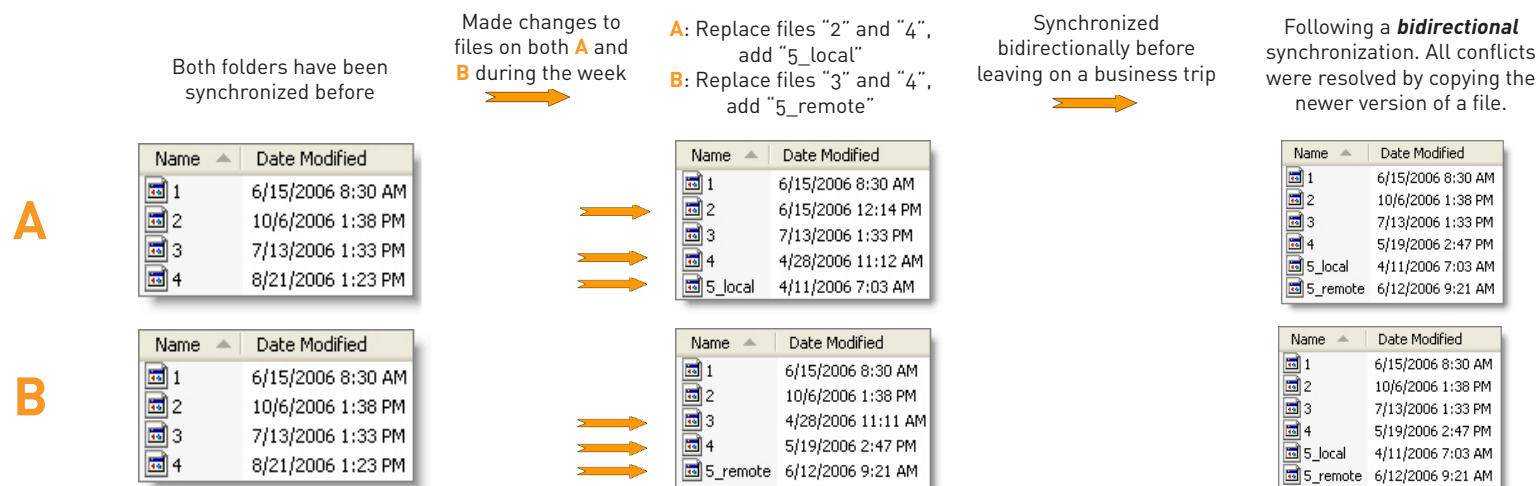 Both folders have been
synchronized before
Made changes to
files on both A and
B during the week
A: Replace files “2” and “4”,
add “5_local”
B: Replace files “3” and “4”,
add “5_remote”
Synchronized
bidirectionally before
leaving on a business trip
Following a bidirectional
synchronization. All conflicts
were resolved by copying the
newer version of a file.
A
Name Date Modified
1 6/15/2006 8:30 AM
2 10/6/2006 1:38 PM
3 7/13/2006 1:33 PM
4 8/21/2006 1:23 PM
Name Date Modified
1 6/15/2006 8:30 AM
2 6/15/2006 12:14 PM
3 7/13/2006 1:33 PM
4 4/28/2006 11:12 AM
5_local 4/11/2006 7:03 AM
Name Date Modified
1 6/15/2006 8:30 AM
2 10/6/2006 1:38 PM
3 7/13/2006 1:33 PM
4 5/19/2006 2:47 PM
5_local 4/11/2006 7:03 AM
5_remote 6/12/2006 9:21 AM
B
Name Date Modified
1 6/15/2006 8:30 AM
2 10/6/2006 1:38 PM
3 7/13/2006 1:33 PM
4 8/21/2006 1:23 PM
Name Date Modified
1 6/15/2006 8:30 AM
2 10/6/2006 1:38 PM
3 4/28/2006 11:11 AM
4 5/19/2006 2:47 PM
5_remote 6/12/2006 9:21 AM
Name Date Modified
1 6/15/2006 8:30 AM
2 10/6/2006 1:38 PM
3 7/13/2006 1:33 PM
4 5/19/2006 2:47 PM
5_local 4/11/2006 7:03 AM
5_remote 6/12/2006 9:21 AM